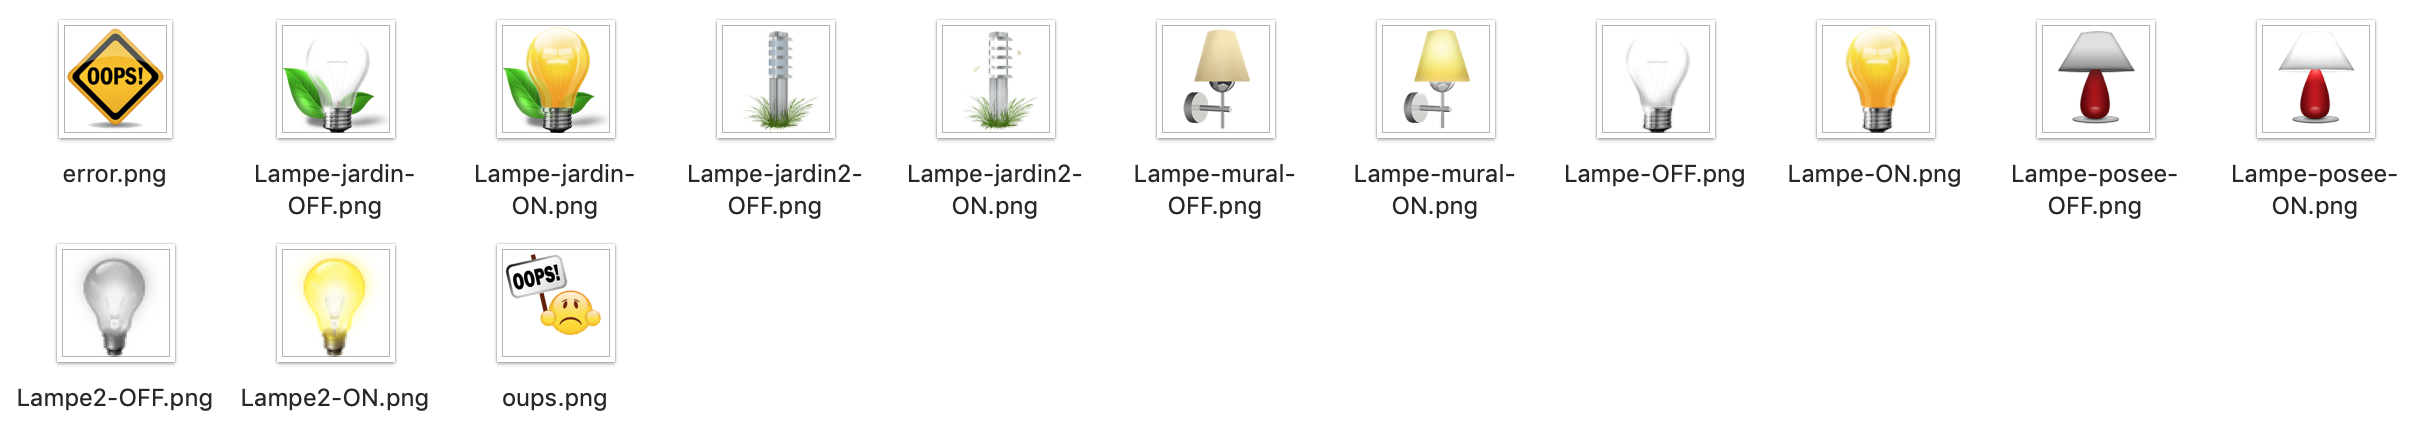 OOPS!
error.png
Lampe-jardin-
OFF.png
Lampe-jardin-
ON.png
Lampe-jardin2-
OFF.png
Lampe-jardin2-
ON.png
Lampe-mural-
OFF.png
Lampe-mural-
ON.png
Lampe-OFF.png
Lampe-ON.png
Lampe-posee-
OFF.png
Lampe-posee-
ON.png
Lampe2-OFF.png
Lampe2-ON.png
OOPS!
oups.png